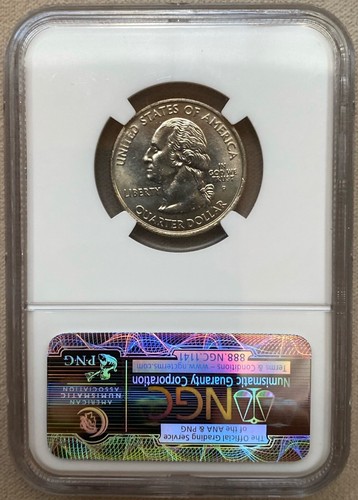 UNITED STATES OF AMERICA
LIBERTY
IN
GOD WE
TRUST
P
QUARTER DOLLAR
PNG
888.NGC.1141
Terms & Conditions - www.ngccoin.com
Numismatic Guaranty Corporation
AMERICAN
NUMISMATIC
ASSOCIATION
NGC
The Official Grading Service
of the ANA & PNG